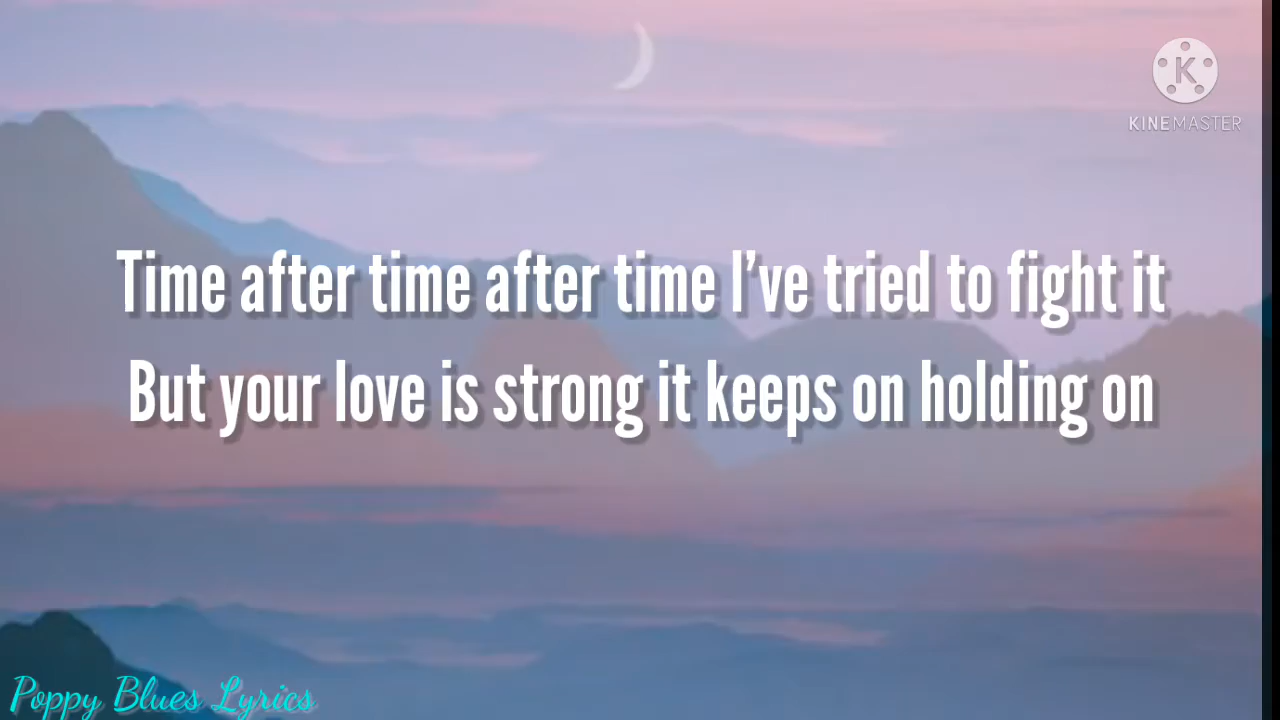 K
KINEMASTER
Time after time after time I've tried to fight it
But your love is strong it keeps on holding on
Poppy Blues Lyrics